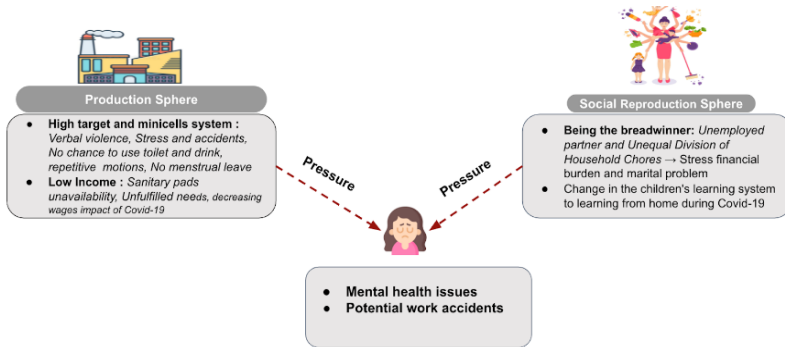 Production Sphere
● High target and minicells system :
Verbal violence, Stress and accidents,
No chance to use toilet and drink,
repetitive motions, No menstrual leave
● Low Income : Sanitary pads
unavailability, Unfulfilled needs, decreasing
wages impact of Covid-19
Pressure
Pressure
Social Reproduction Sphere
● Being the breadwinner: Unemployed
partner and Unequal Division of
Household Chores → Stress financial
burden and marital problem
● Change in the children's learning system
to learning from home during Covid-19
● Mental health issues
● Potential work accidents